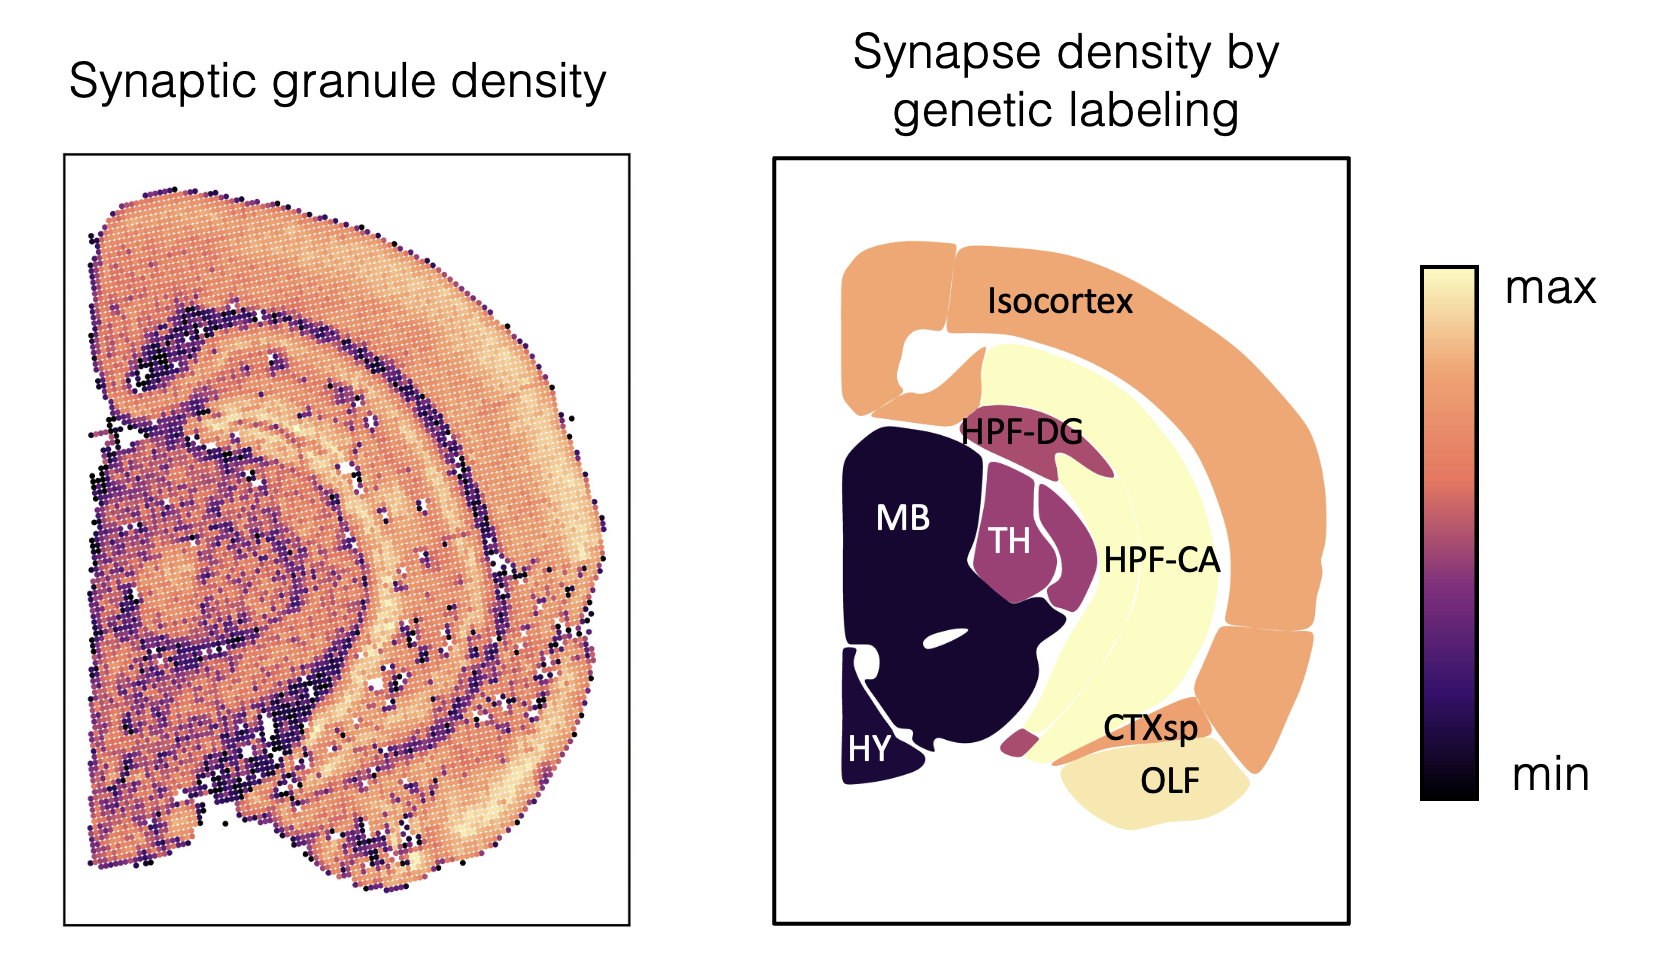 Synaptic granule density
Synapse density by
genetic labeling
Isocortex
HPF-DG
MB
TH
HPF-CA
CTXsp
HY
OLF
max
min